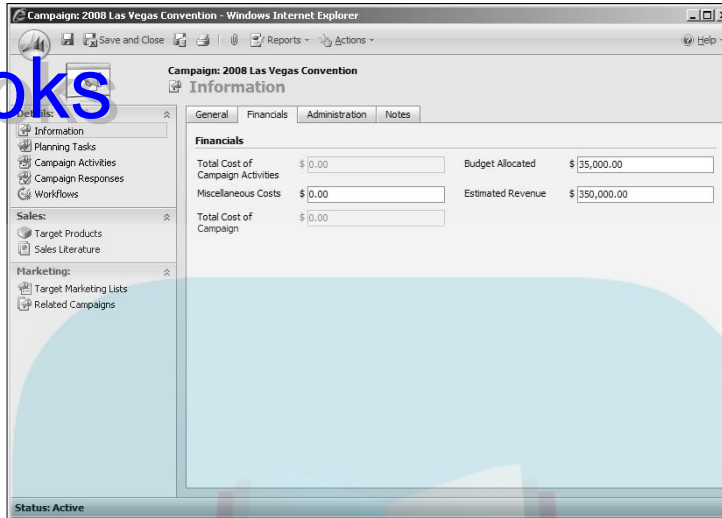 Campaign: 2008 Las Vegas Convention - Windows Internet Explorer
Save and Close Reports Actions Help
Campaign: 2008 Las Vegas Convention
Information
oks
Details:
Information
Planning Tasks
Campaign Activities
Campaign Responses
Workflows
Sales:
Target Products
Sales Literature
Marketing:
Target Marketing Lists
Related Campaigns
General Financials Administration Notes
Financials
Total Cost of $ 0.00 Budget Allocated $ 35,000.00
Campaign Activities
Miscellaneous Costs $ 0.00 Estimated Revenue $ 350,000.00
Total Cost of $ 0.00
Campaign
Status: Active